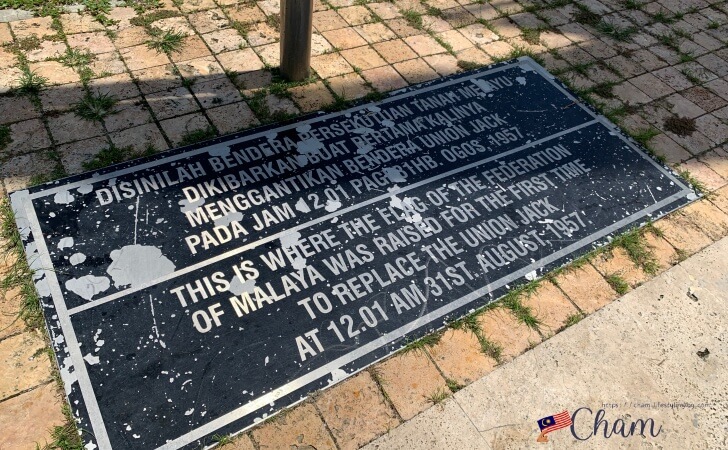 DISINILAH BENDERA PERSEKUTUAN TANAH MELAYU
DIKIBARKAN BUAT PERTAMA KALINYA
MENGGANTIKAN BENDERA UNION JACK
PADA JAM 12.01 PAGI 31HB. OGOS, 1957
THIS IS WHERE THE FLAG OF THE FEDERATION
OF MALAYA WAS RAISED FOR THE FIRST TIME
TO REPLACE THE UNION JACK
AT 12.01 AM 31ST. AUGUST, 1957.
Cham